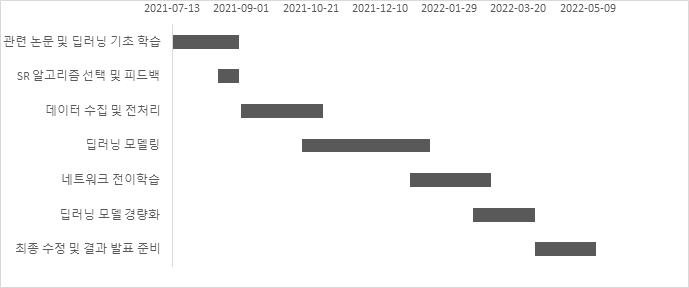 2021-07-13 2021-09-01 2021-10-21 2021-12-10 2022-01-29 2022-03-20 2022-05-09
관련 논문 및 딥러닝 기초 학습
SR 알고리즘 선택 및 피드백
데이터 수집 및 전처리
딥러닝 모델링
네트워크 전이학습
딥러닝 모델 경량화
최종 수정 및 결과 발표 준비